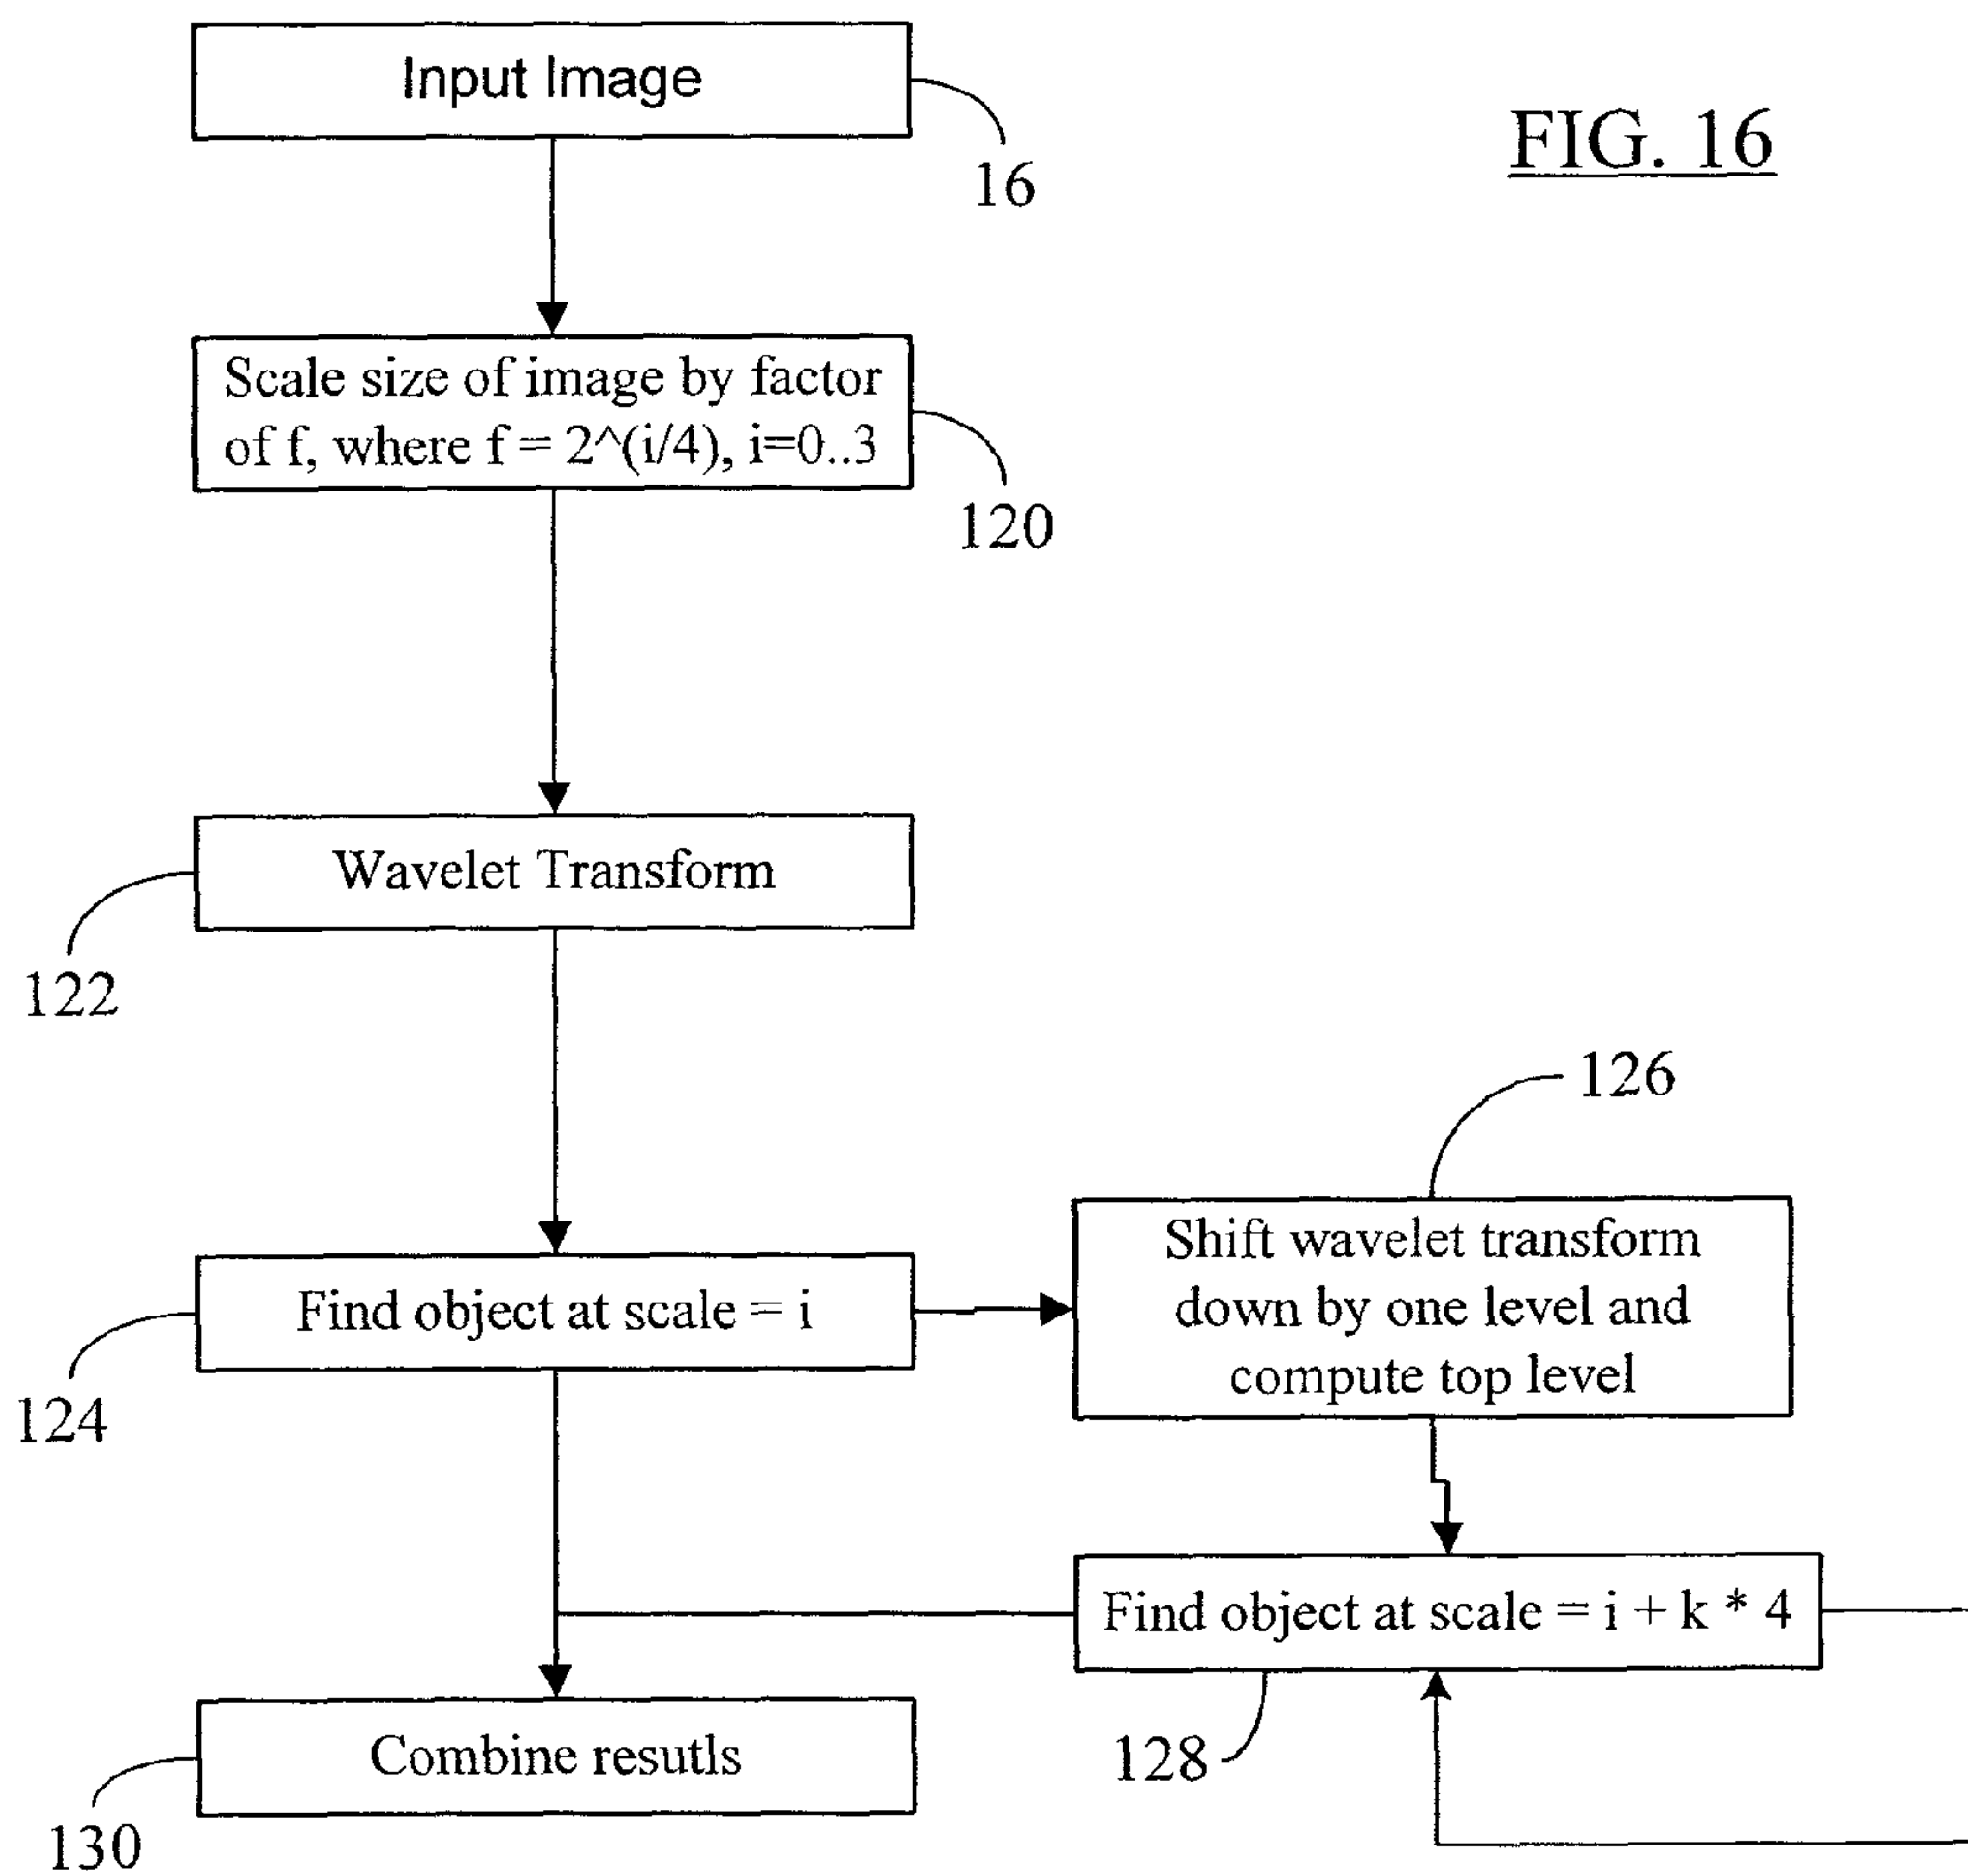 Input Image
16
FIG. 16
Scale size of image by factor
of f, where f = 2^(i/4), i=0..3
120
Wavelet Transform
122
126
Shift wavelet transform
down by one level and
compute top level
Find object at scale = i
124
Find object at scale = i + k * 4
128
Combine resutls
130